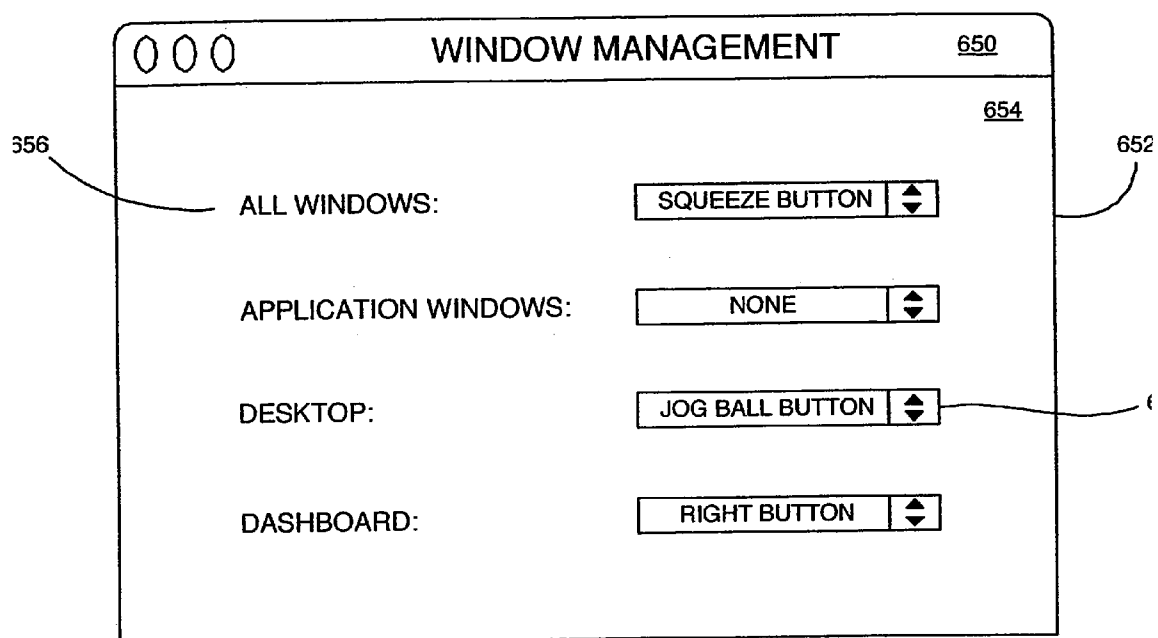 WINDOW MANAGEMENT 650
654
656
652
ALL WINDOWS: SQUEEZE BUTTON
APPLICATION WINDOWS: NONE
DESKTOP: JOG BALL BUTTON
DASHBOARD: RIGHT BUTTON